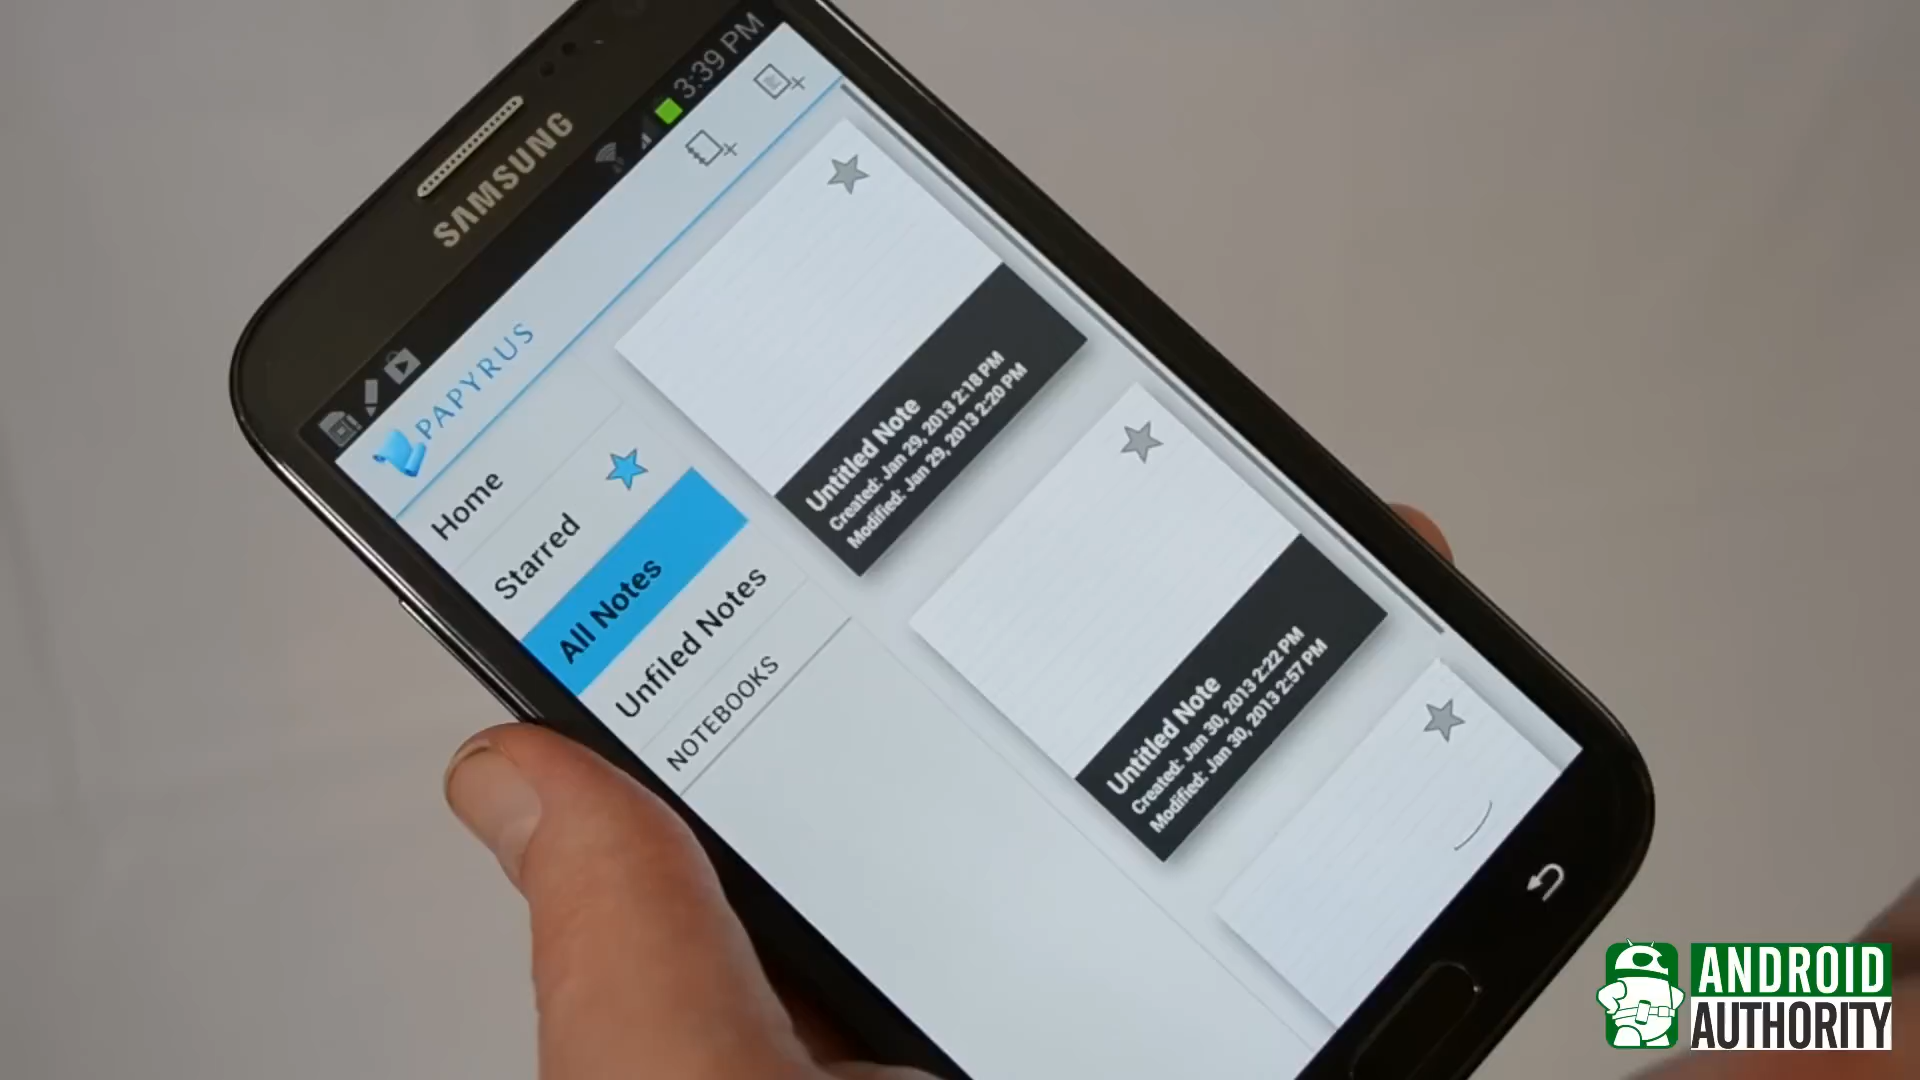 SAMSUNG
3:39 PM
PAPYRUS
Home
Starred
All Notes
Unfiled Notes
NOTEBOOKS
Untitled Note
Created: Jan 29, 2013 2:18 PM
Modified: Jan 29, 2013 2:20 PM
Untitled Note
Created: Jan 30, 2013 2:22 PM
Modified: Jan 30, 2013 2:57 PM
ANDROID
AUTHORITY